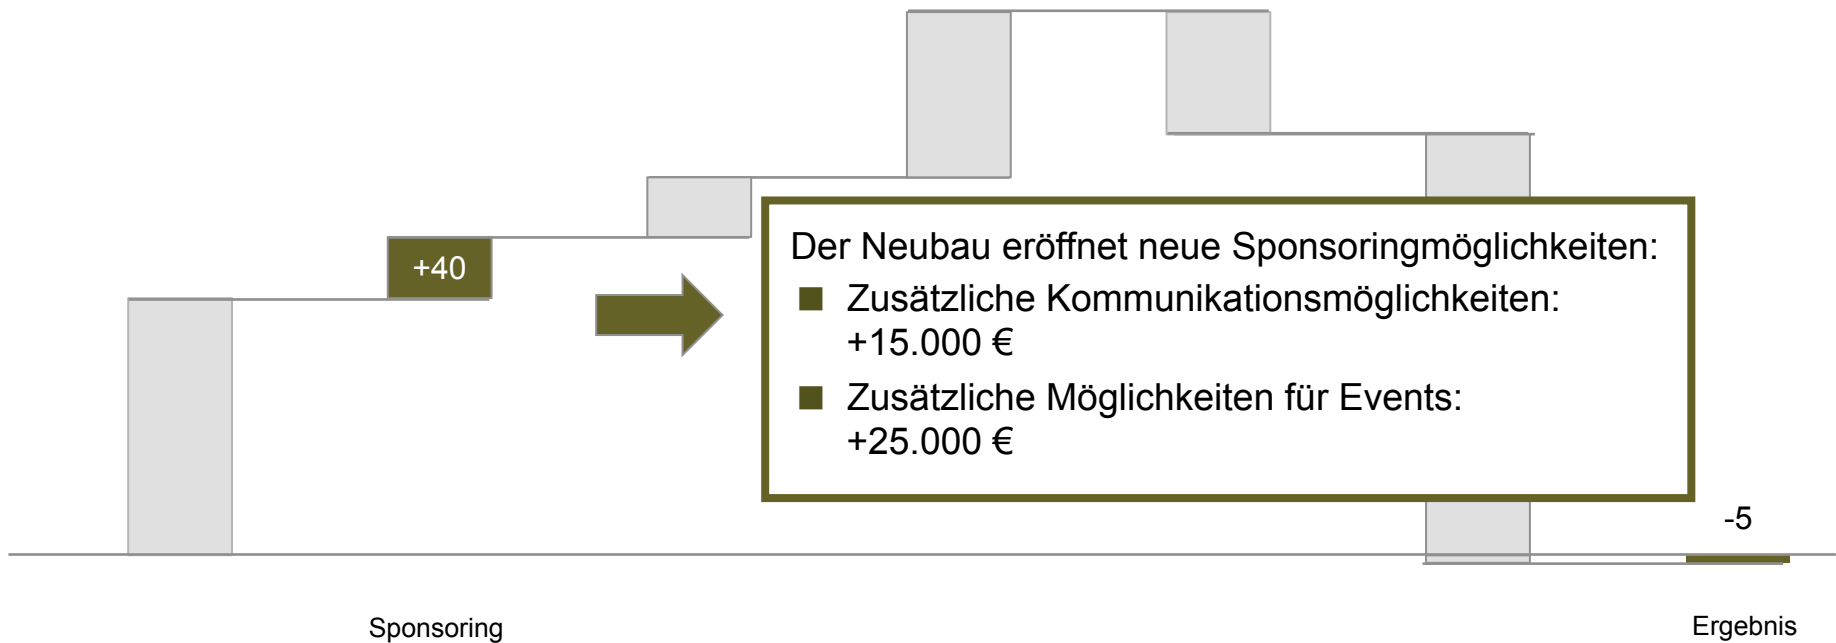 +40
Der Neubau eröffnet neue Sponsoringmöglichkeiten:
Zusätzliche Kommunikationsmöglichkeiten:
+15.000 €
Zusätzliche Möglichkeiten für Events:
+25.000 €
-5
Sponsoring
Ergebnis